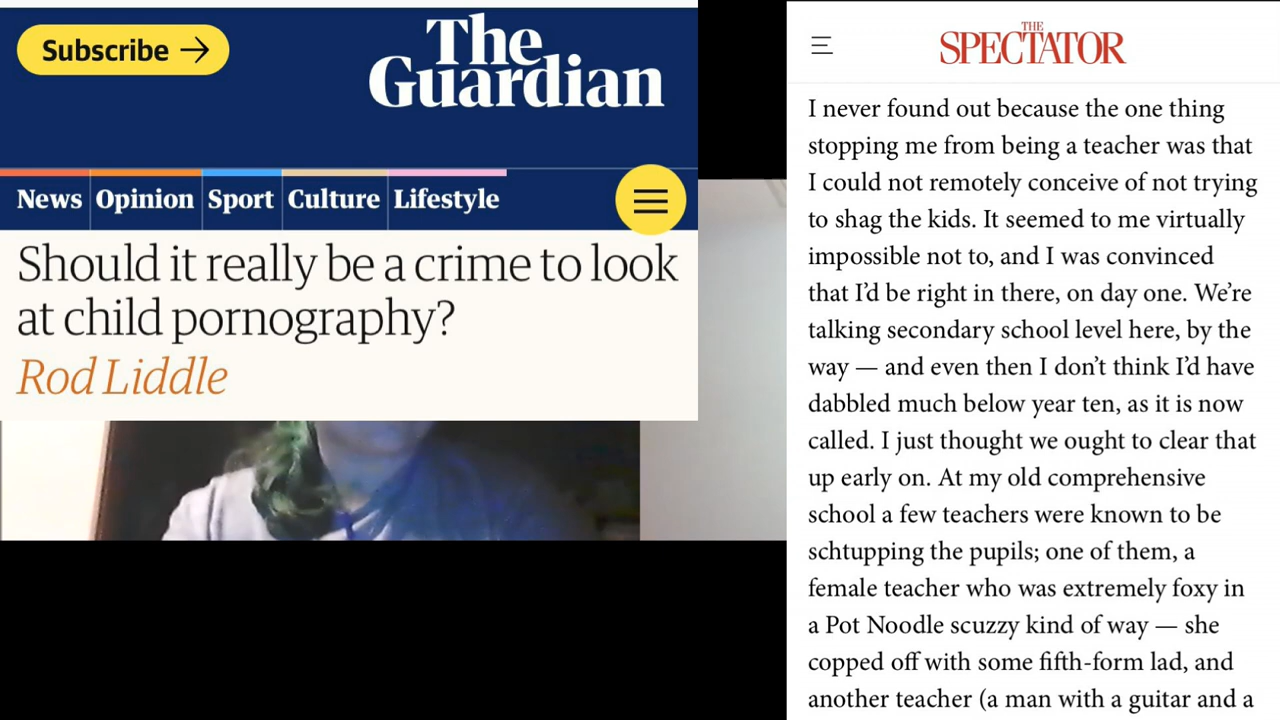 Subscribe →
The
Guardian
News
Opinion
Sport
Culture
Lifestyle
Should it really be a crime to look
at child pornography?
Rod Liddle
THE
SPECTATOR
I never found out because the one thing
stopping me from being a teacher was that
I could not remotely conceive of not trying
to shag the kids. It seemed to me virtually
impossible not to, and I was convinced
that I’d be right in there, on day one. We’re
talking secondary school level here, by the
way — and even then I don’t think I’d have
dabbled much below year ten, as it is now
called. I just thought we ought to clear that
up early on. At my old comprehensive
school a few teachers were known to be
schtupping the pupils; one of them, a
female teacher who was extremely foxy in
a Pot Noodle scuzzy kind of way — she
copped off with some fifth-form lad, and
another teacher (a man with a guitar and a